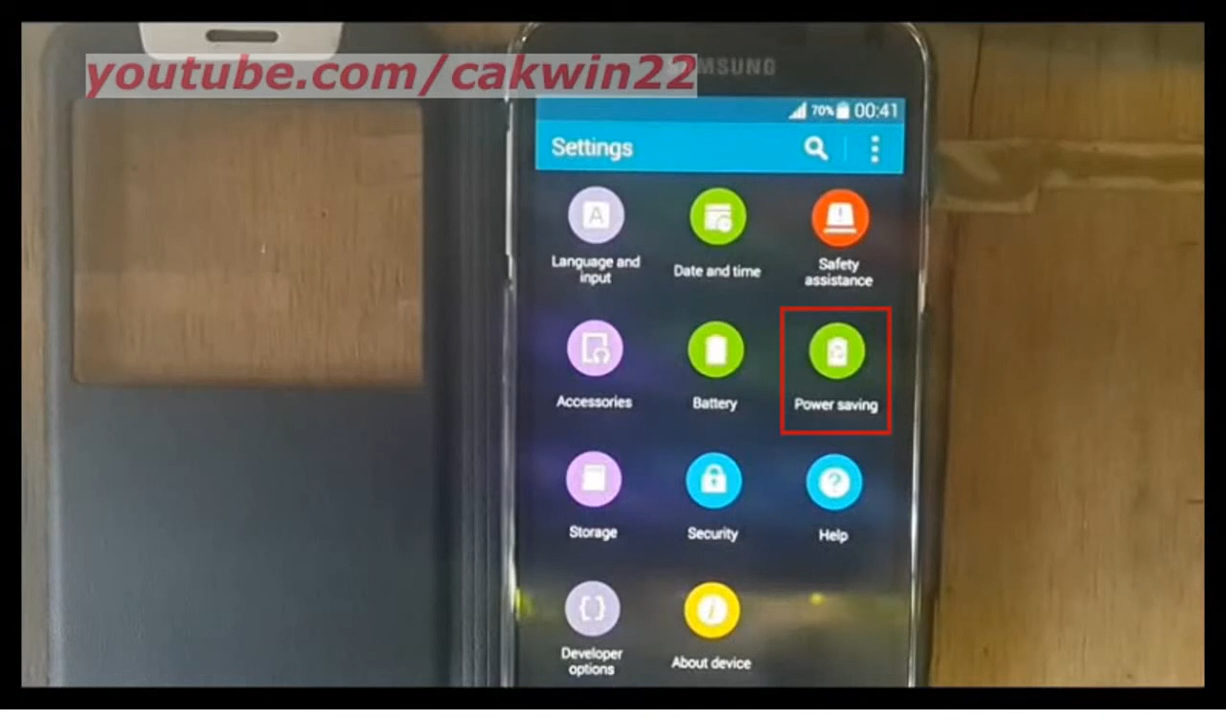 youtube.com/cakwin22
MSUNG
70% 00:41
Settings
A
Language and
input
Date and time
Safety
assistance
Accessories
Battery
Power saving
Storage
Security
Help
Developer
options
About device